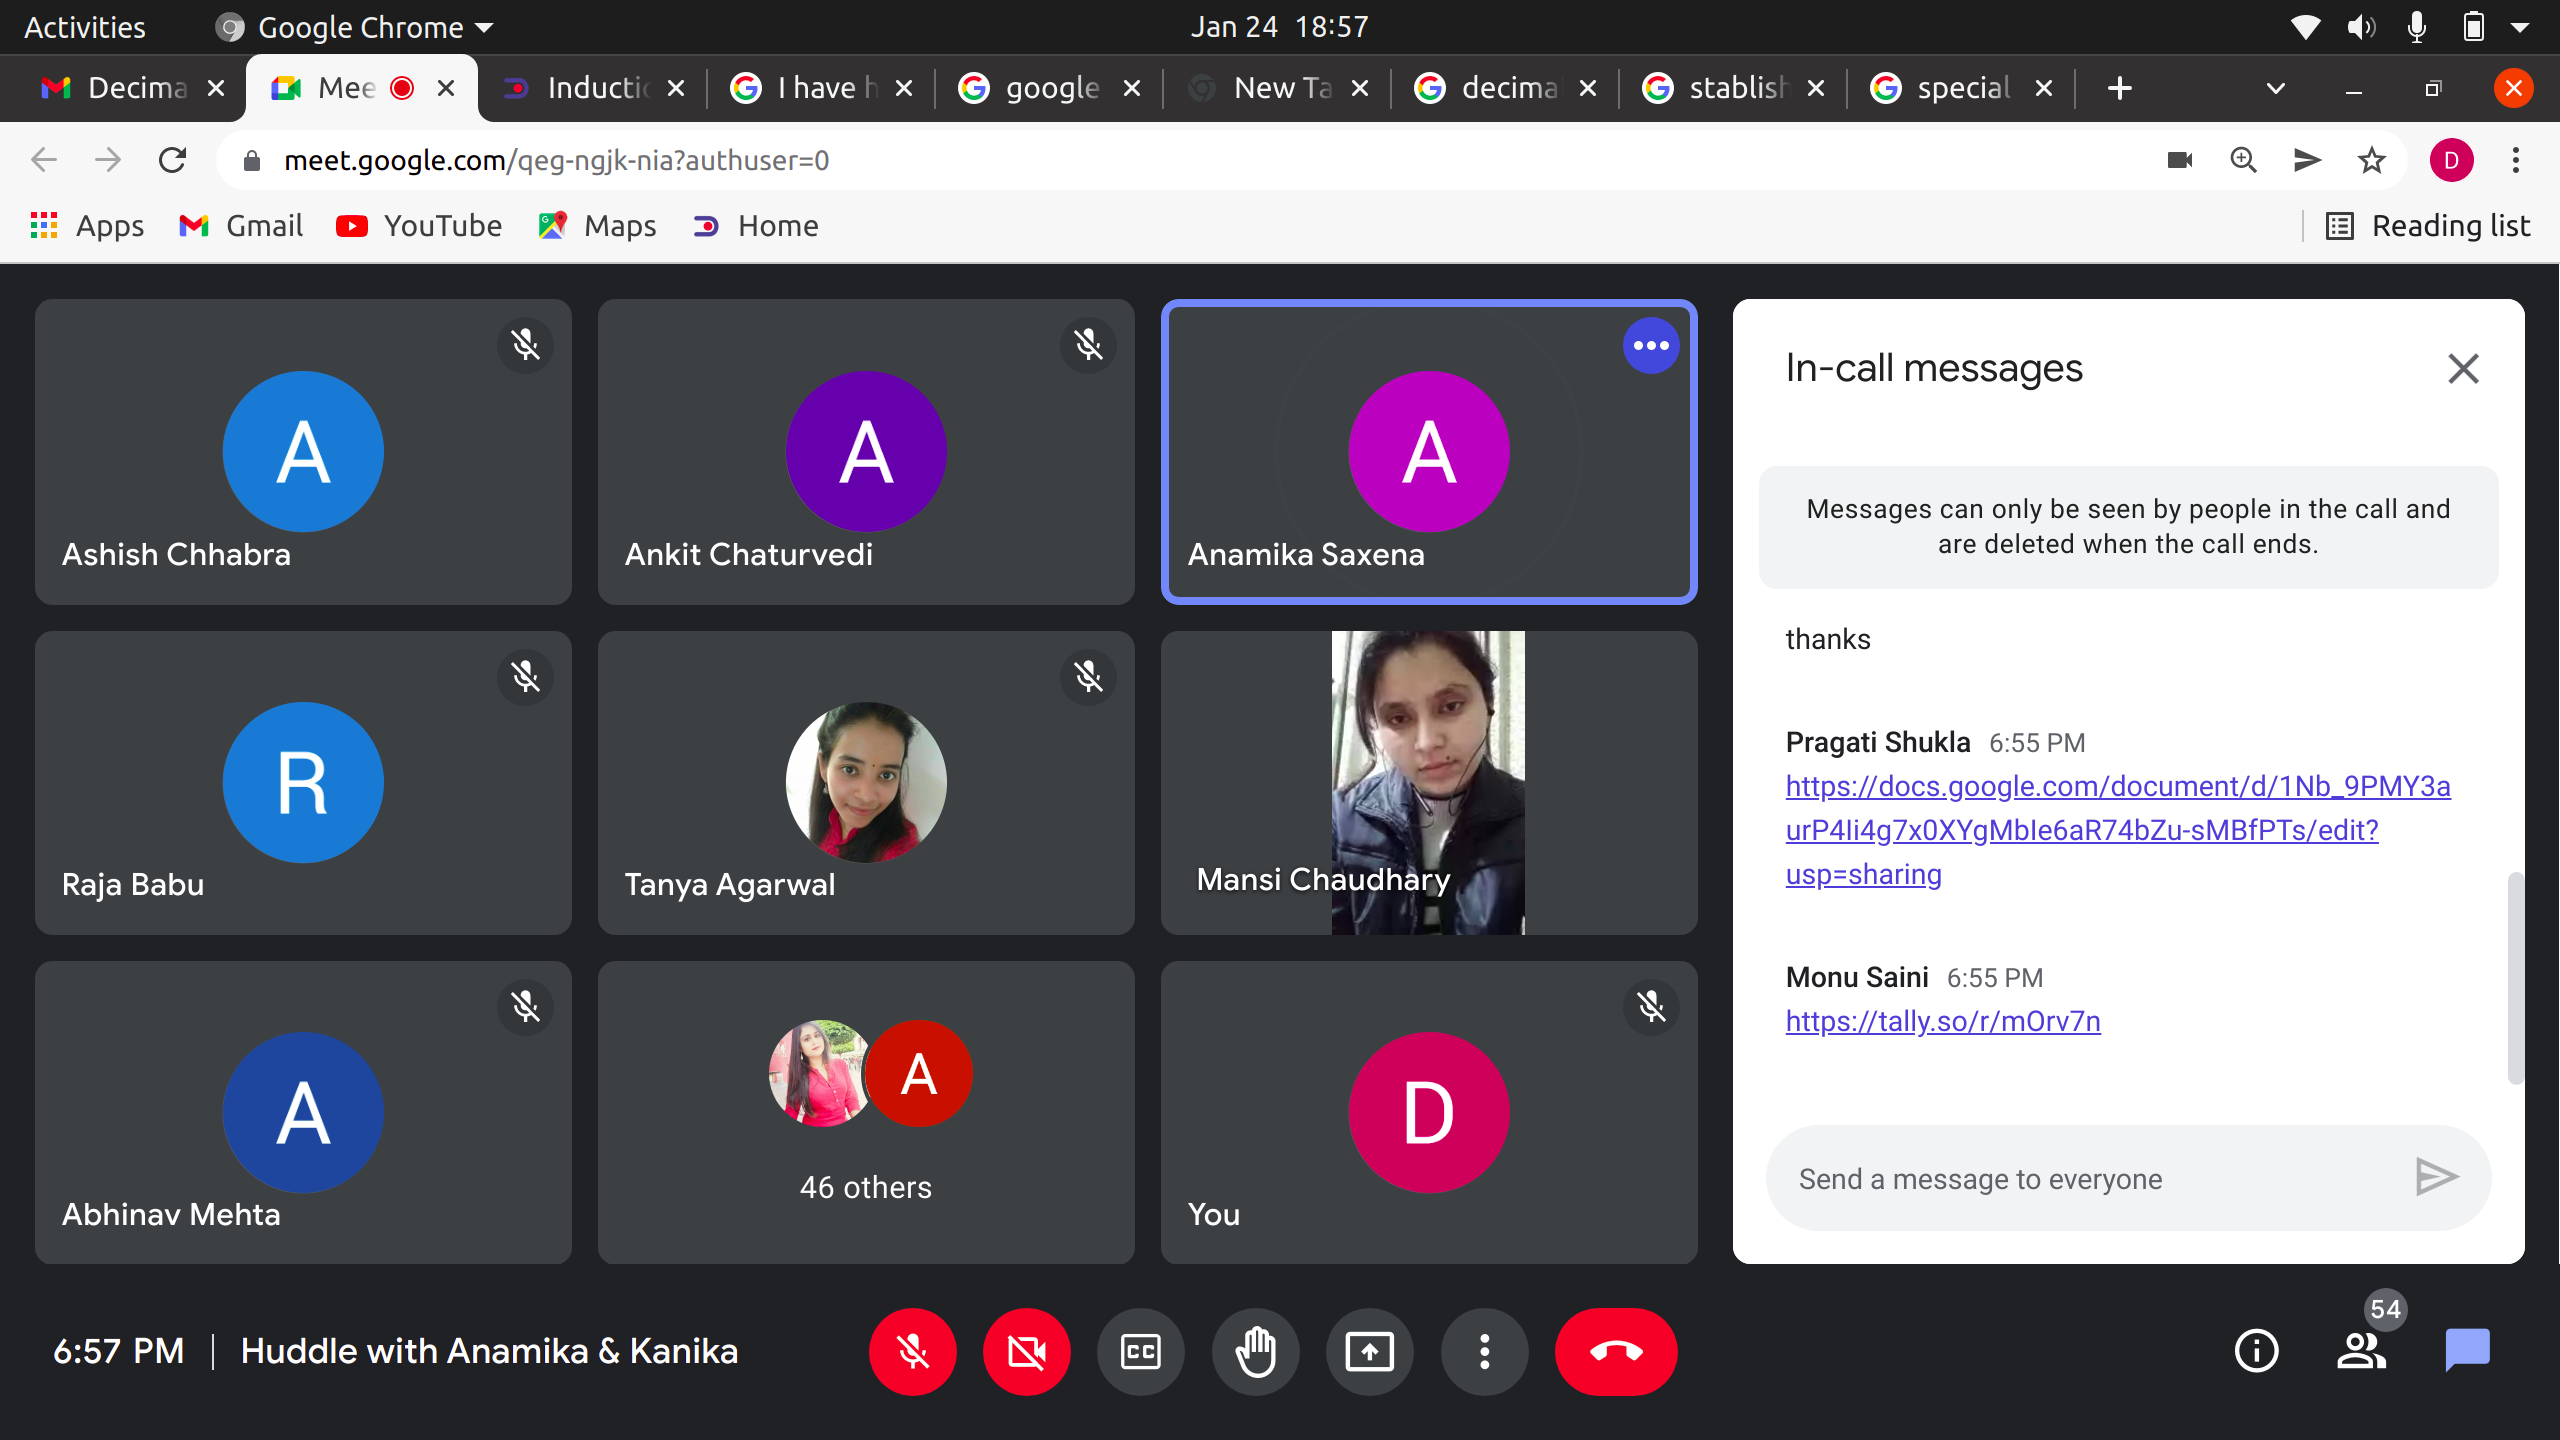 Activities
Google Chrome
Jan 24 18:57
Decima
Mee
Inducti
I have h
google
New Ta
decima
stablish
special
meet.google.com/qeg-ngjk-nia?authuser=0
D
Apps
Gmail
YouTube
Maps
Home
Reading list
A
Ashish Chhabra
A
Ankit Chaturvedi
A
Anamika Saxena
R
Raja Babu
Tanya Agarwal
Mansi Chaudhary
A
Abhinav Mehta
A
46 others
D
You
In-call messages
Messages can only be seen by people in the call and
are deleted when the call ends.
thanks
Pragati Shukla 6:55 PM
https://docs.google.com/document/d/1Nb_9PMY3a
urP4Ii4g7x0XYgMbIe6aR74bZu-sMBfPTs/edit?
usp=sharing
Monu Saini 6:55 PM
https://tally.so/r/mOrv7n
Send a message to everyone
6:57 PM | Huddle with Anamika & Kanika
CC
54